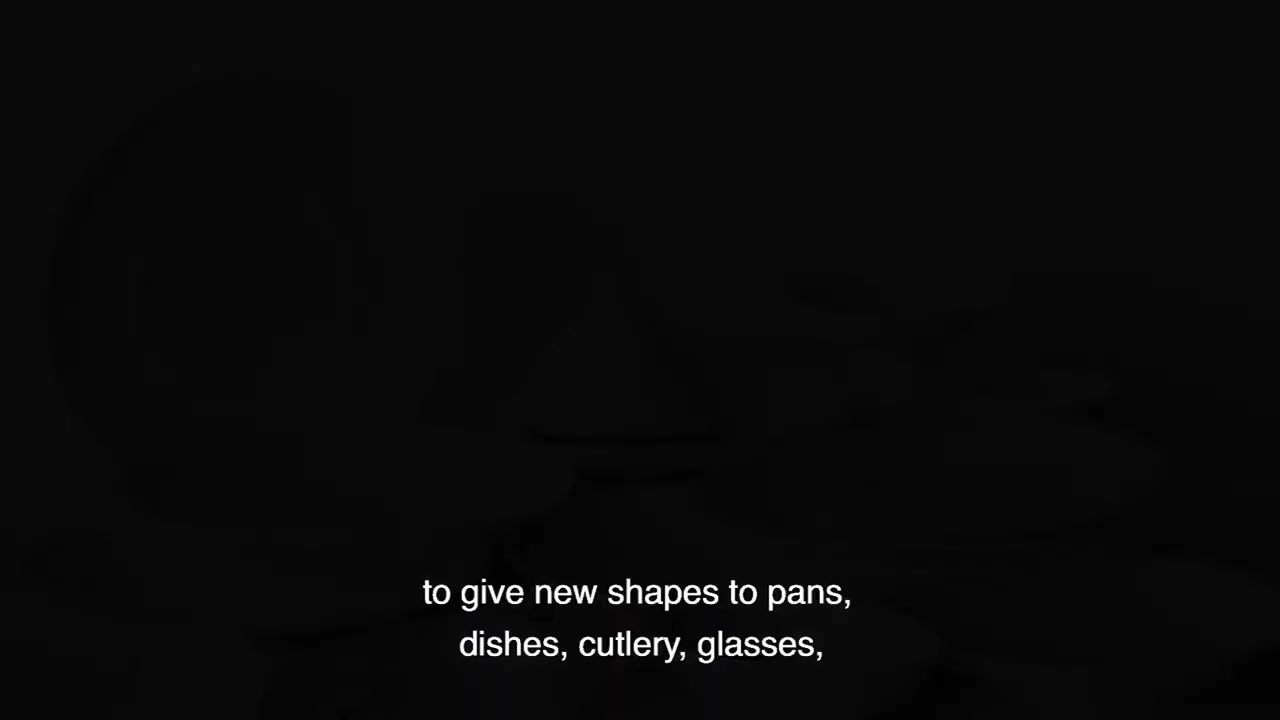 to give new shapes to pans,
dishes, cutlery, glasses,